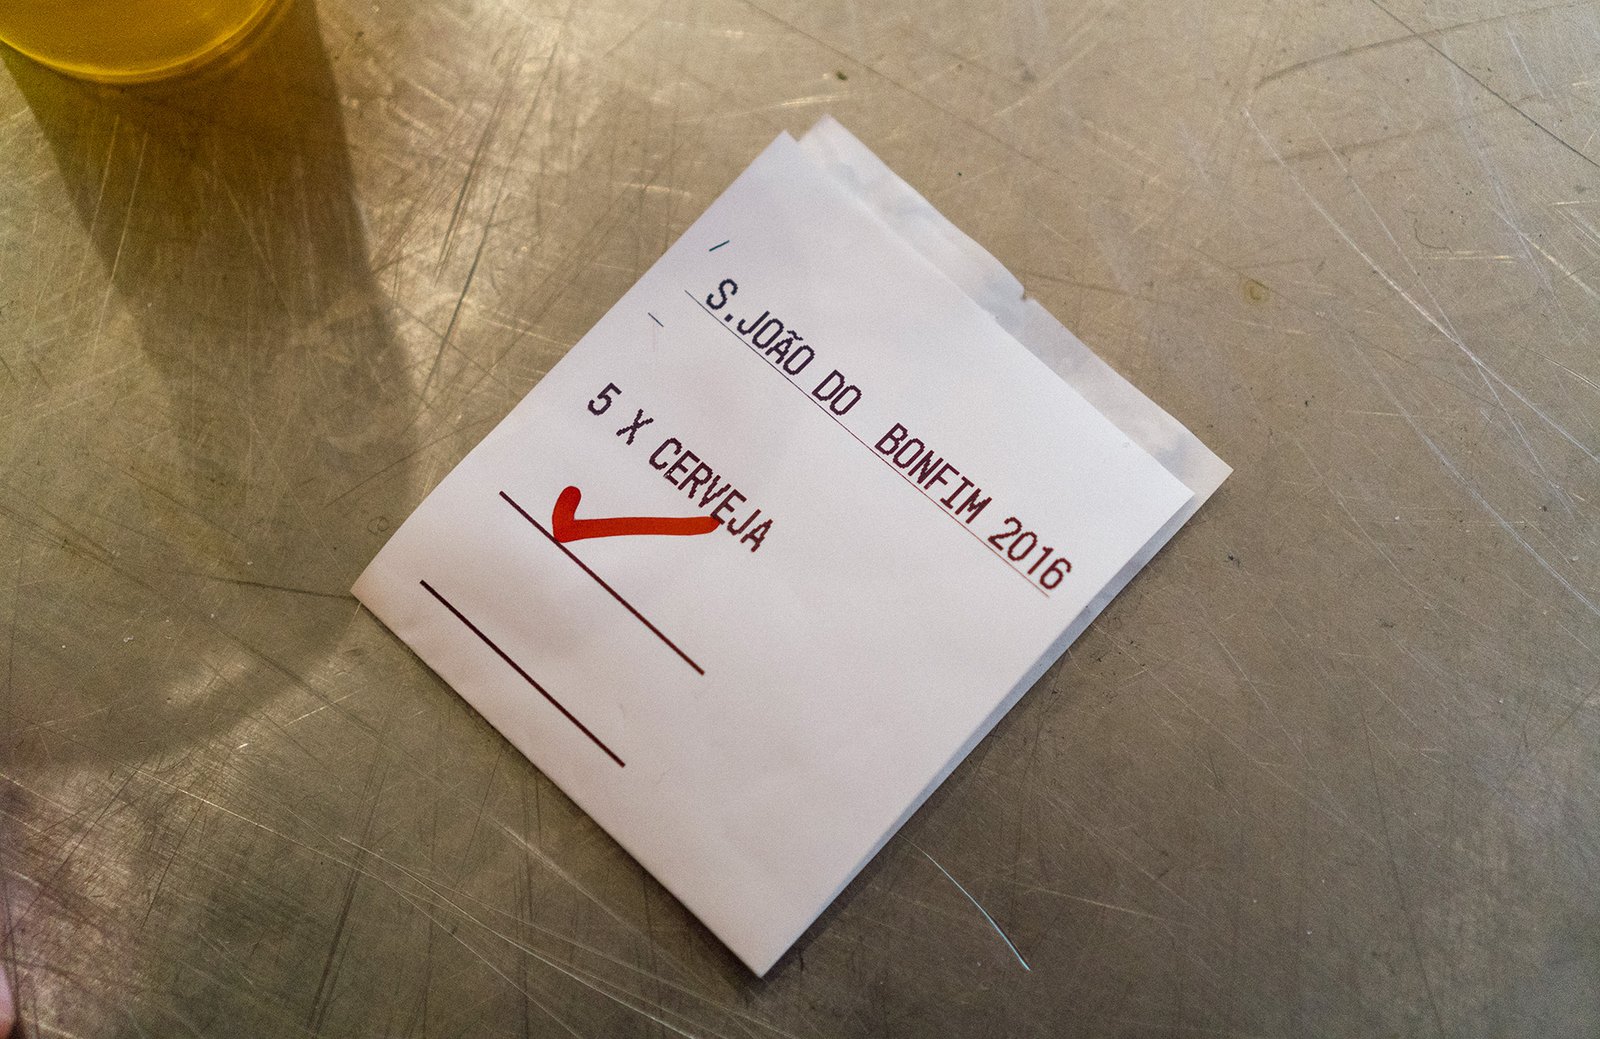 S.JOÃO DO BONFIM 2016
5 X CERVEJA